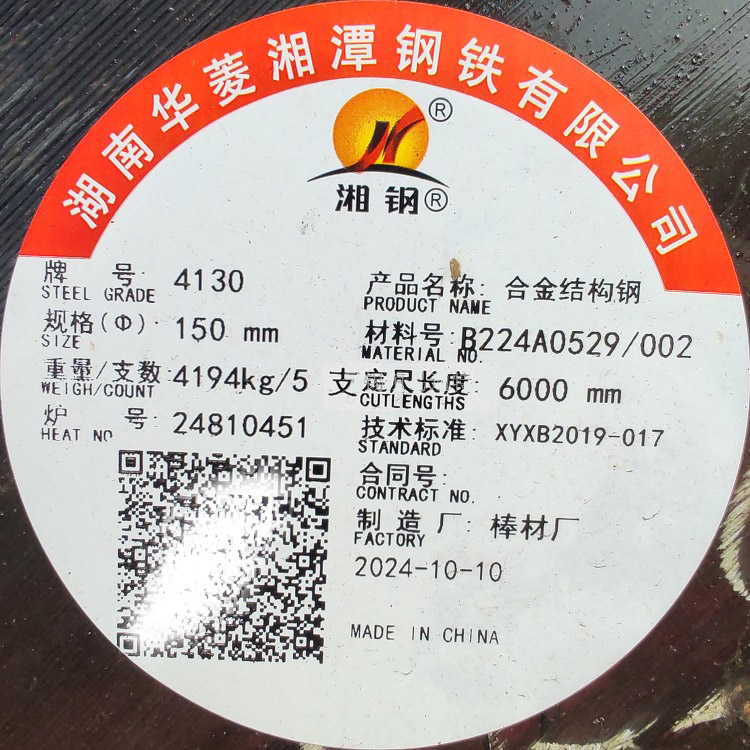 湖南华菱湘潭钢铁有限公司
®
湘钢®
牌 号: 4130
STEEL GRADE
产品名称: 合金结构钢
PRODUCT NAME
规格(Φ): 150 mm
SIZE
材料号: B224A0529/002
MATERIAL NO.
重量/支数: 4194kg/5 支
WEIGH/COUNT
定尺长度: 6000 mm
CUTLENGTHS
炉 号: 24810451
HEAT NO
技术标准: XYXB2019-017
STANDARD
合同号:
CONTRACT NO.
制 造 厂: 棒材厂
FACTORY
2024-10-10
MADE IN CHINA